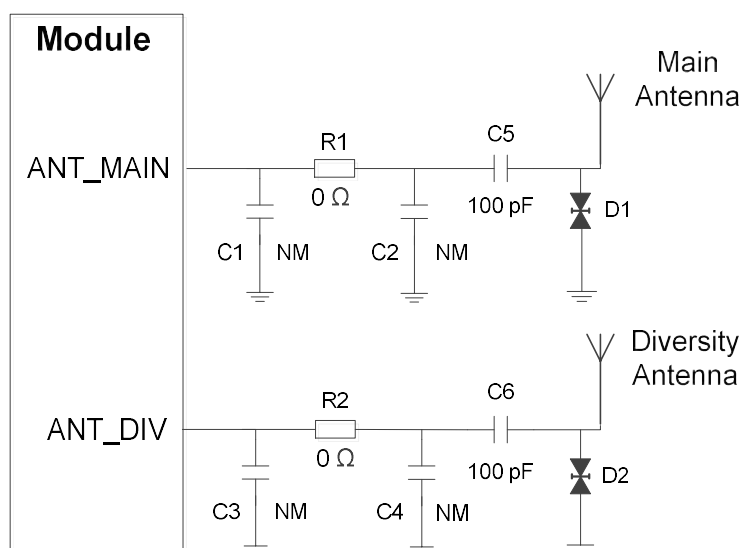 Module
Main
Antenna
C5
R1
ANT_MAIN
0 Ω
100 pF
D1
C1 NM
C2 NM
Diversity
Antenna
C6
R2
ANT_DIV
0 Ω
100 pF
D2
C3 NM
C4 NM